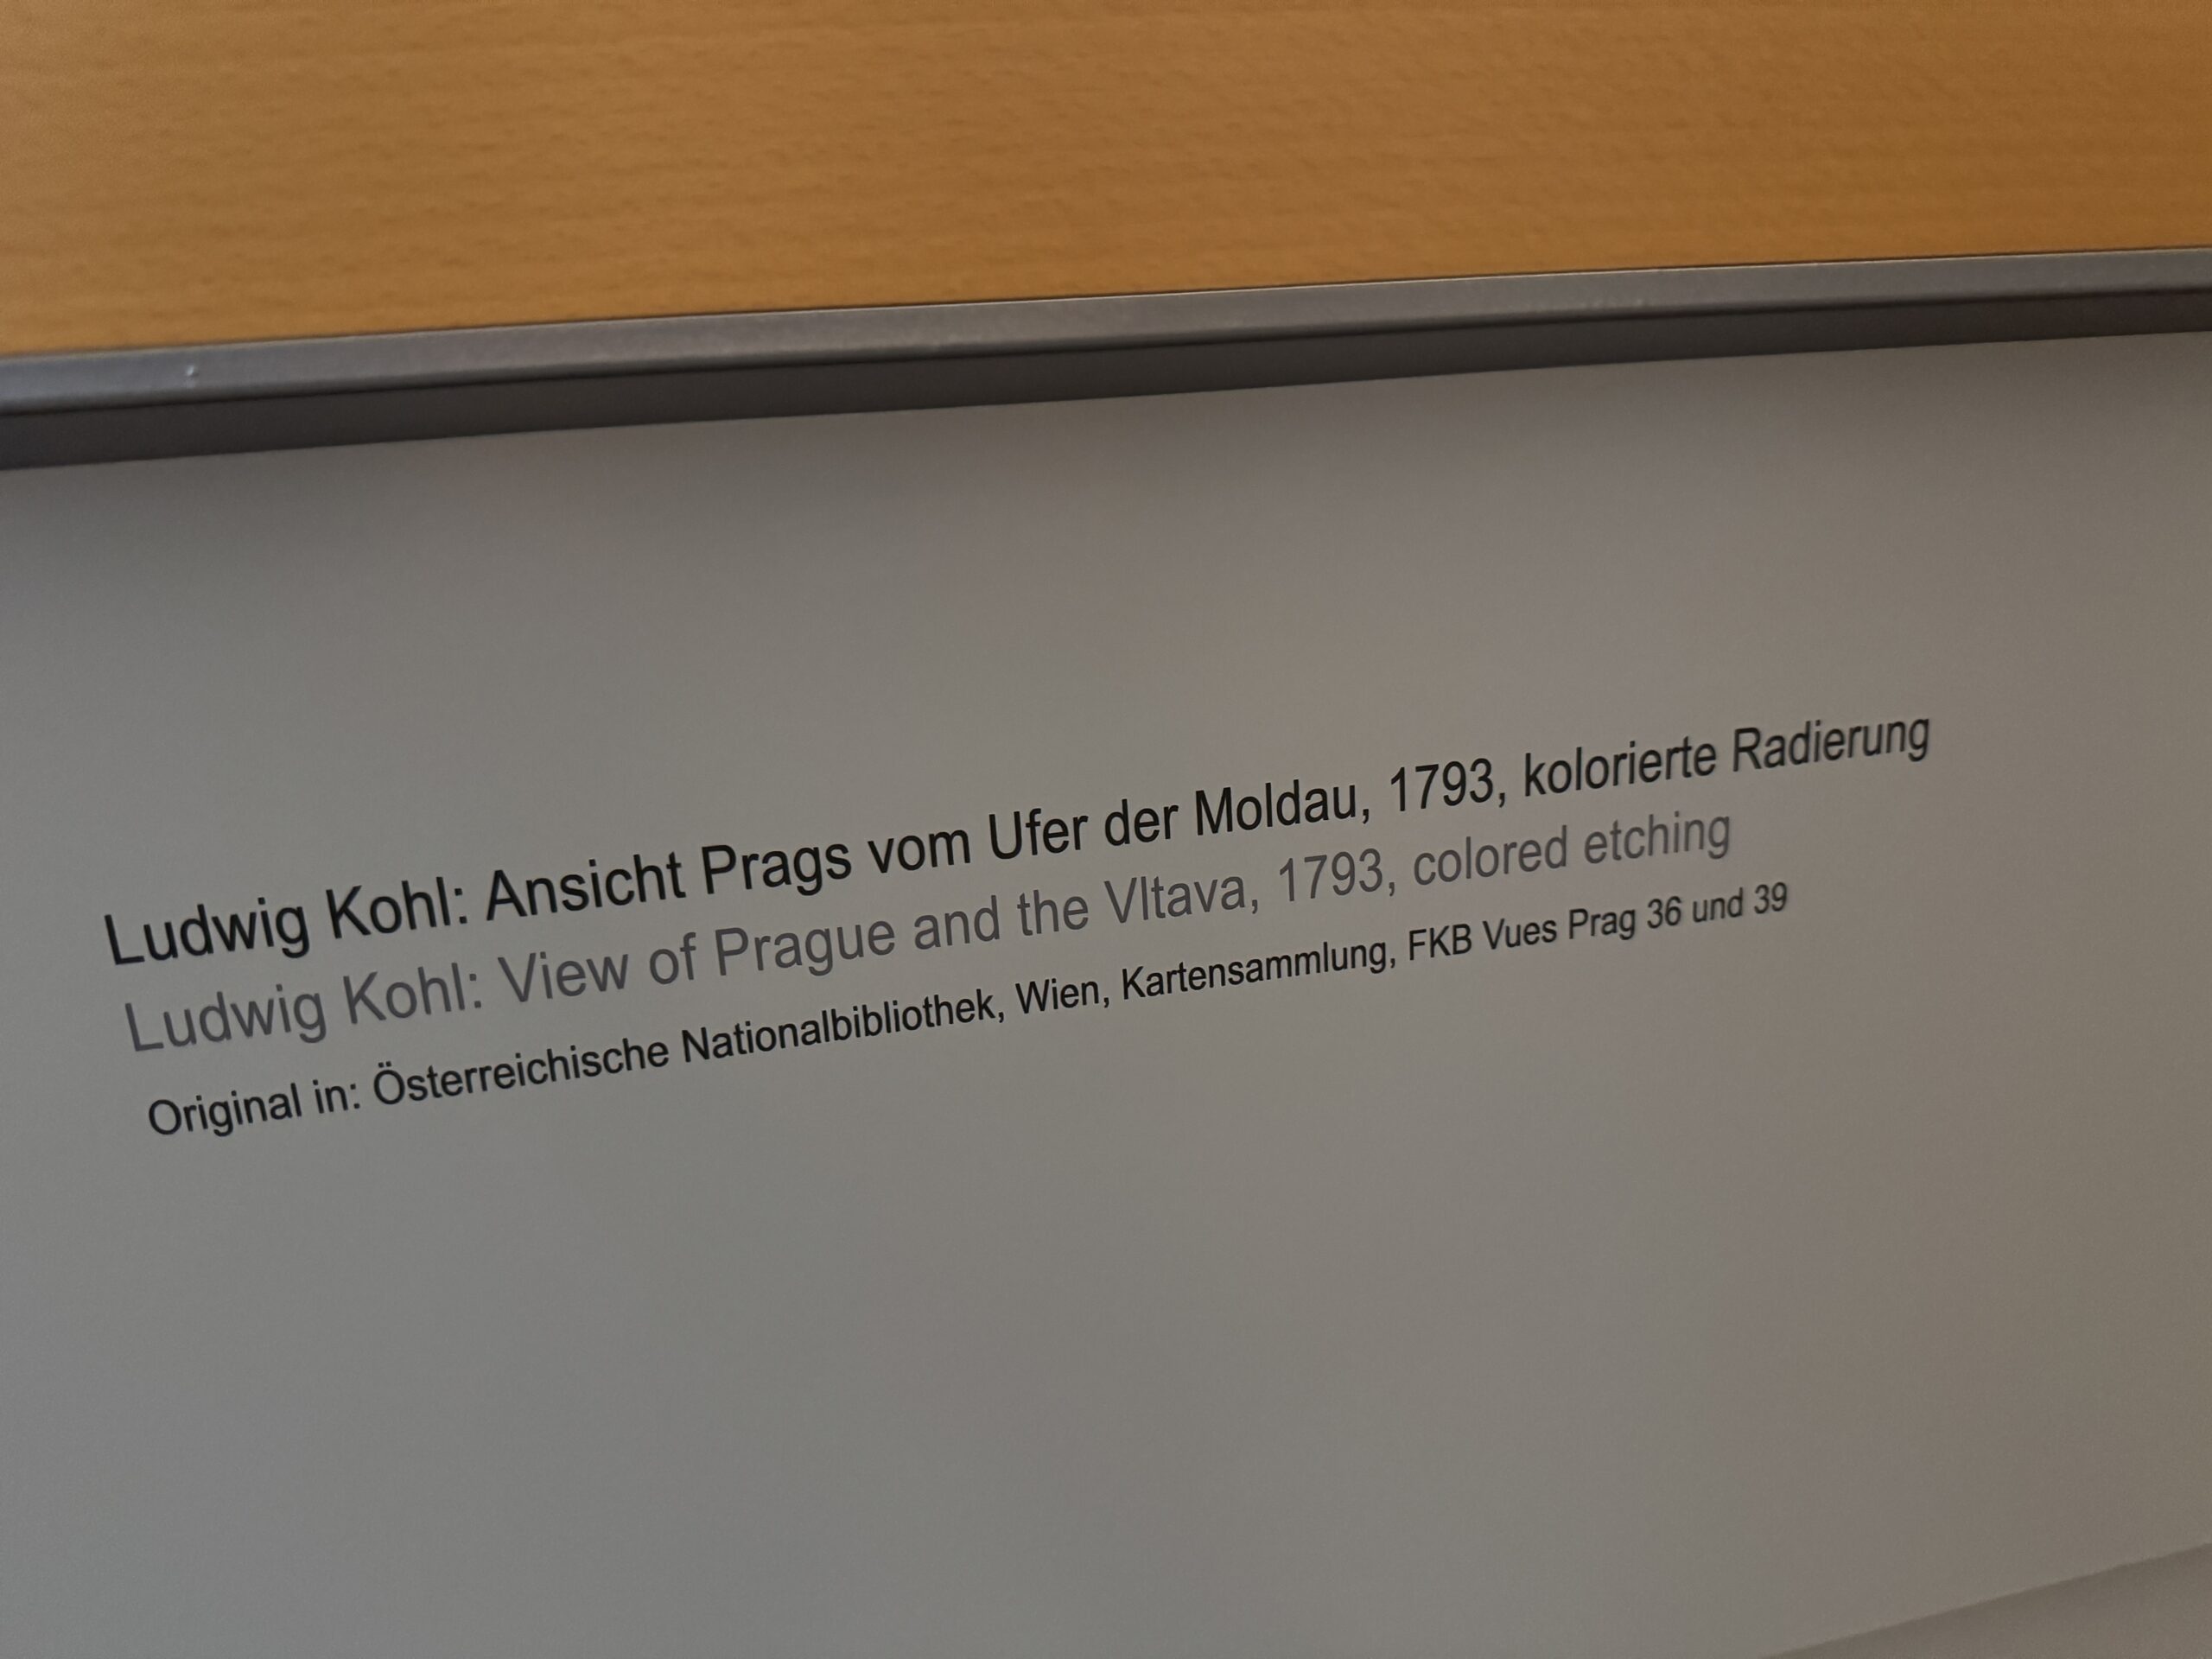 Ludwig Kohl: Ansicht Prags vom Ufer der Moldau, 1793, kolorierte Radierung
Ludwig Kohl: View of Prague and the Vltava, 1793, colored etching
Original in: Österreichische Nationalbibliothek, Wien, Kartensammlung, FKB Vues Prag 36 und 39